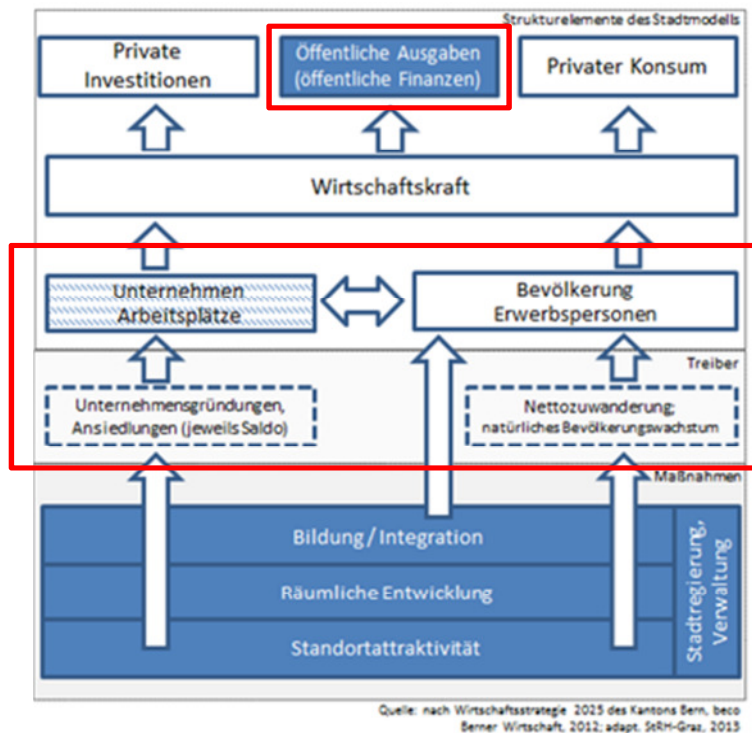 Strukturelemente des Stadtmodells
Private
Investitionen
Öffentliche Ausgaben
(öffentliche Finanzen)
Privater Konsum
Wirtschaftskraft
Unternehmen
Arbeitsplätze
Bevölkerung
Erwerbspersonen
Treiber
Unternehmensgründungen,
Ansiedlungen (jeweils Saldo)
Nettozuwanderung;
natürliches Bevölkerungswachstum
Maßnahmen
Bildung / Integration
Räumliche Entwicklung
Standortattraktivität
Stadtregierung,
Verwaltung
Quelle: nach Wirtschaftsstrategie 2025 des Kantons Bern, beco
Berner Wirtschaft, 2012; adapt. StRH-Graz, 2013